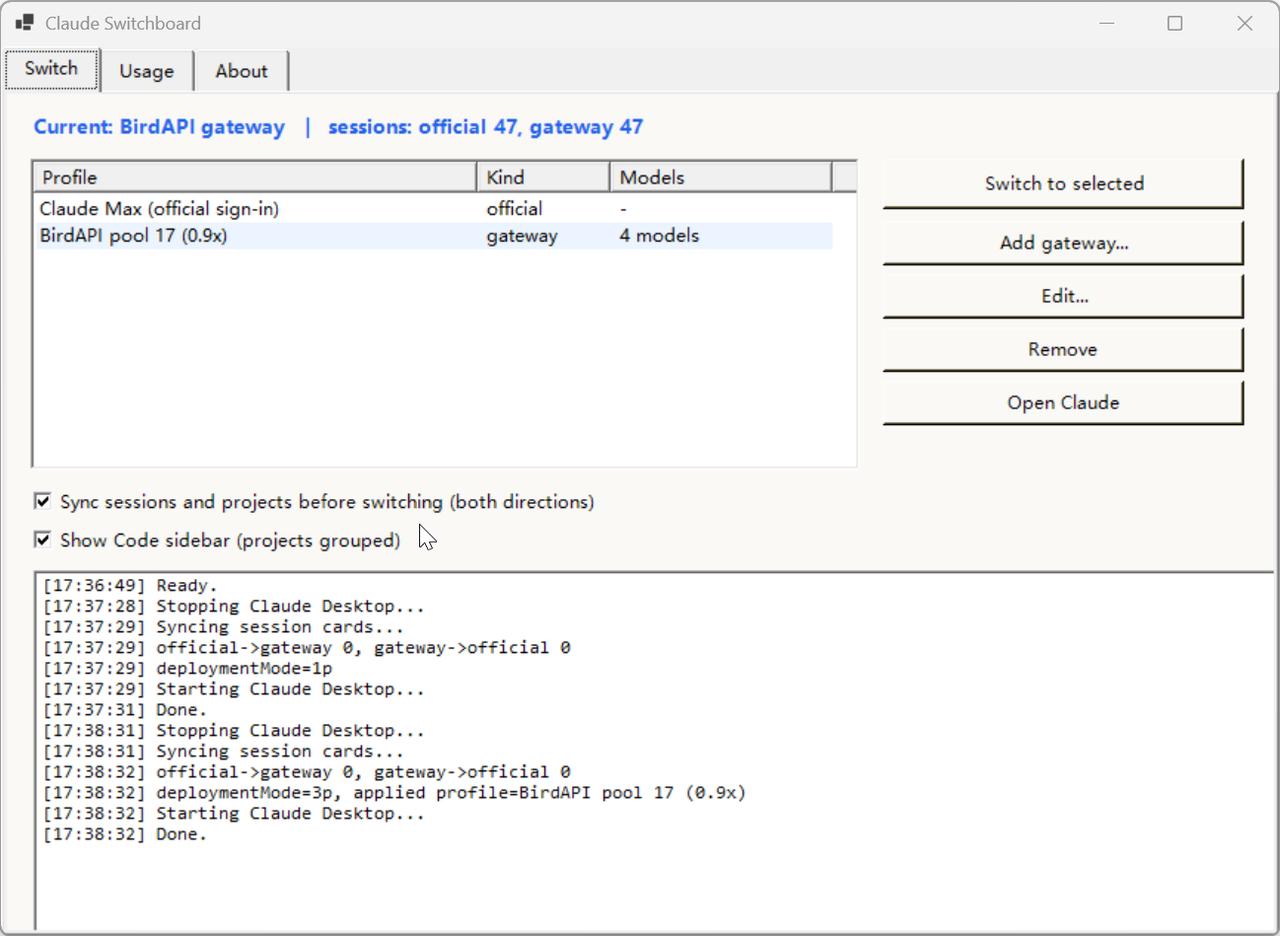 Claude Switchboard
Switch Usage About
Current: BirdAPI gateway | sessions: official 47, gateway 47
Profile Kind Models
Claude Max (official sign-in) official -
BirdAPI pool 17 (0.9x) gateway 4 models
Switch to selected
Add gateway...
Edit...
Remove
Open Claude
Sync sessions and projects before switching (both directions)
Show Code sidebar (projects grouped)
[17:36:49] Ready.
[17:37:28] Stopping Claude Desktop...
[17:37:29] Syncing session cards...
[17:37:29] official->gateway 0, gateway->official 0
[17:37:29] deploymentMode=1p
[17:37:29] Starting Claude Desktop...
[17:37:31] Done.
[17:38:31] Stopping Claude Desktop...
[17:38:31] Syncing session cards...
[17:38:32] official->gateway 0, gateway->official 0
[17:38:32] deploymentMode=3p, applied profile=BirdAPI pool 17 (0.9x)
[17:38:32] Starting Claude Desktop...
[17:38:32] Done.